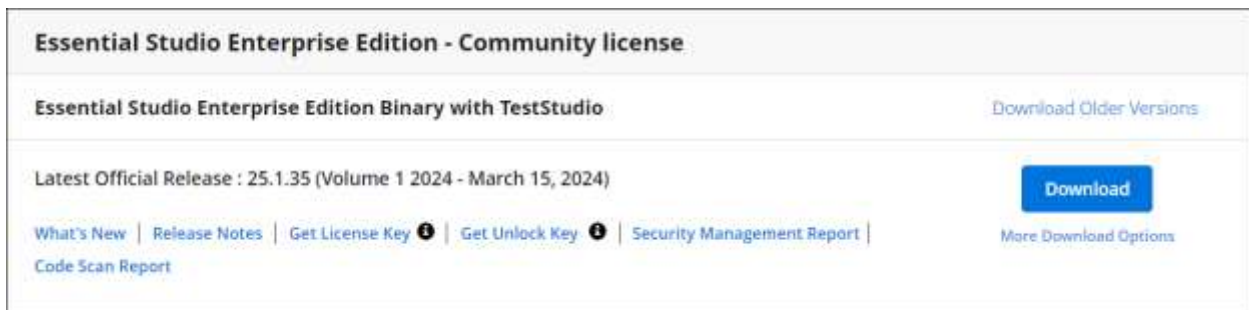 Essential Studio Enterprise Edition - Community license
Essential Studio Enterprise Edition Binary with TestStudio
Download Older Versions
Latest Official Release : 25.1.35 (Volume 1 2024 - March 15, 2024)
Download
What's New | Release Notes | Get License Key | Get Unlock Key | Security Management Report |
More Download Options
Code Scan Report